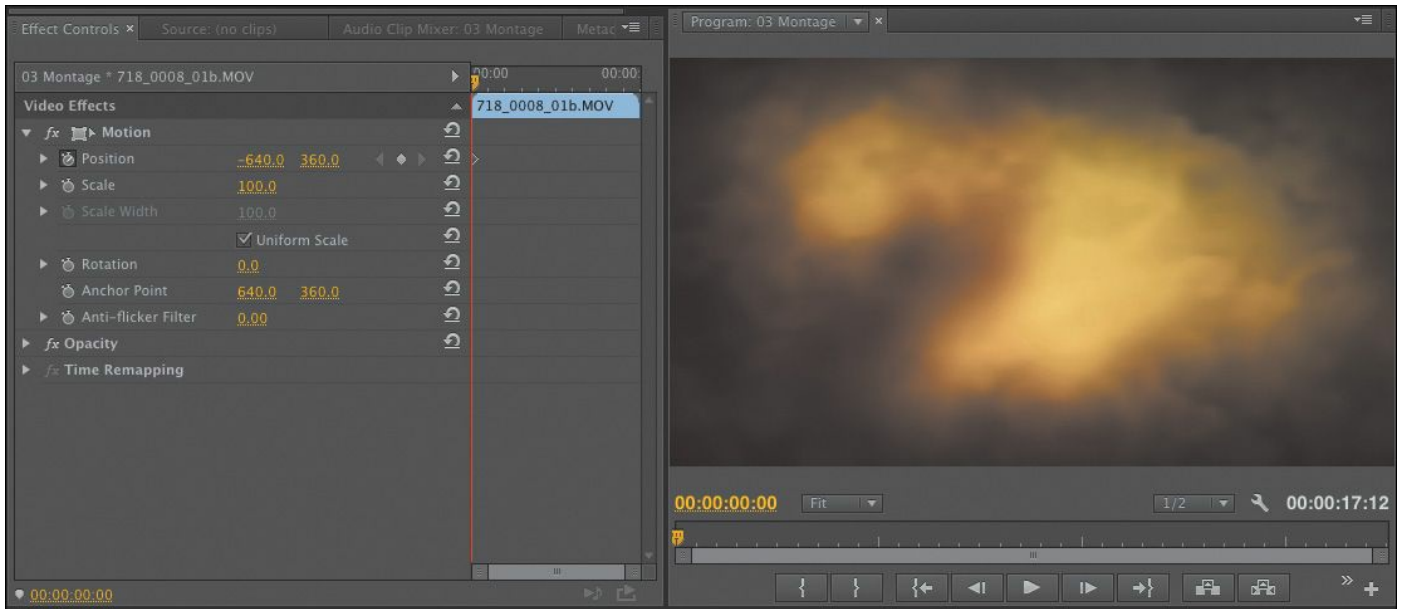 Effect Controls × Source: (no clips) Audio Clip Mixer: 03 Montage Metac
Program: 03 Montage ×
03 Montage * 718_0008_01b.MOV
00:00 00:00:
Video Effects
718_0008_01b.MOV
fx Motion
Position -640.0 360.0
Scale 100.0
Scale Width 100.0
Uniform Scale
Rotation 0.0
Anchor Point 640.0 360.0
Anti-flicker Filter 0.00
fx Opacity
fx Time Remapping
00:00:00:00 Fit 1/2 00:00:17:12
00:00:00:00